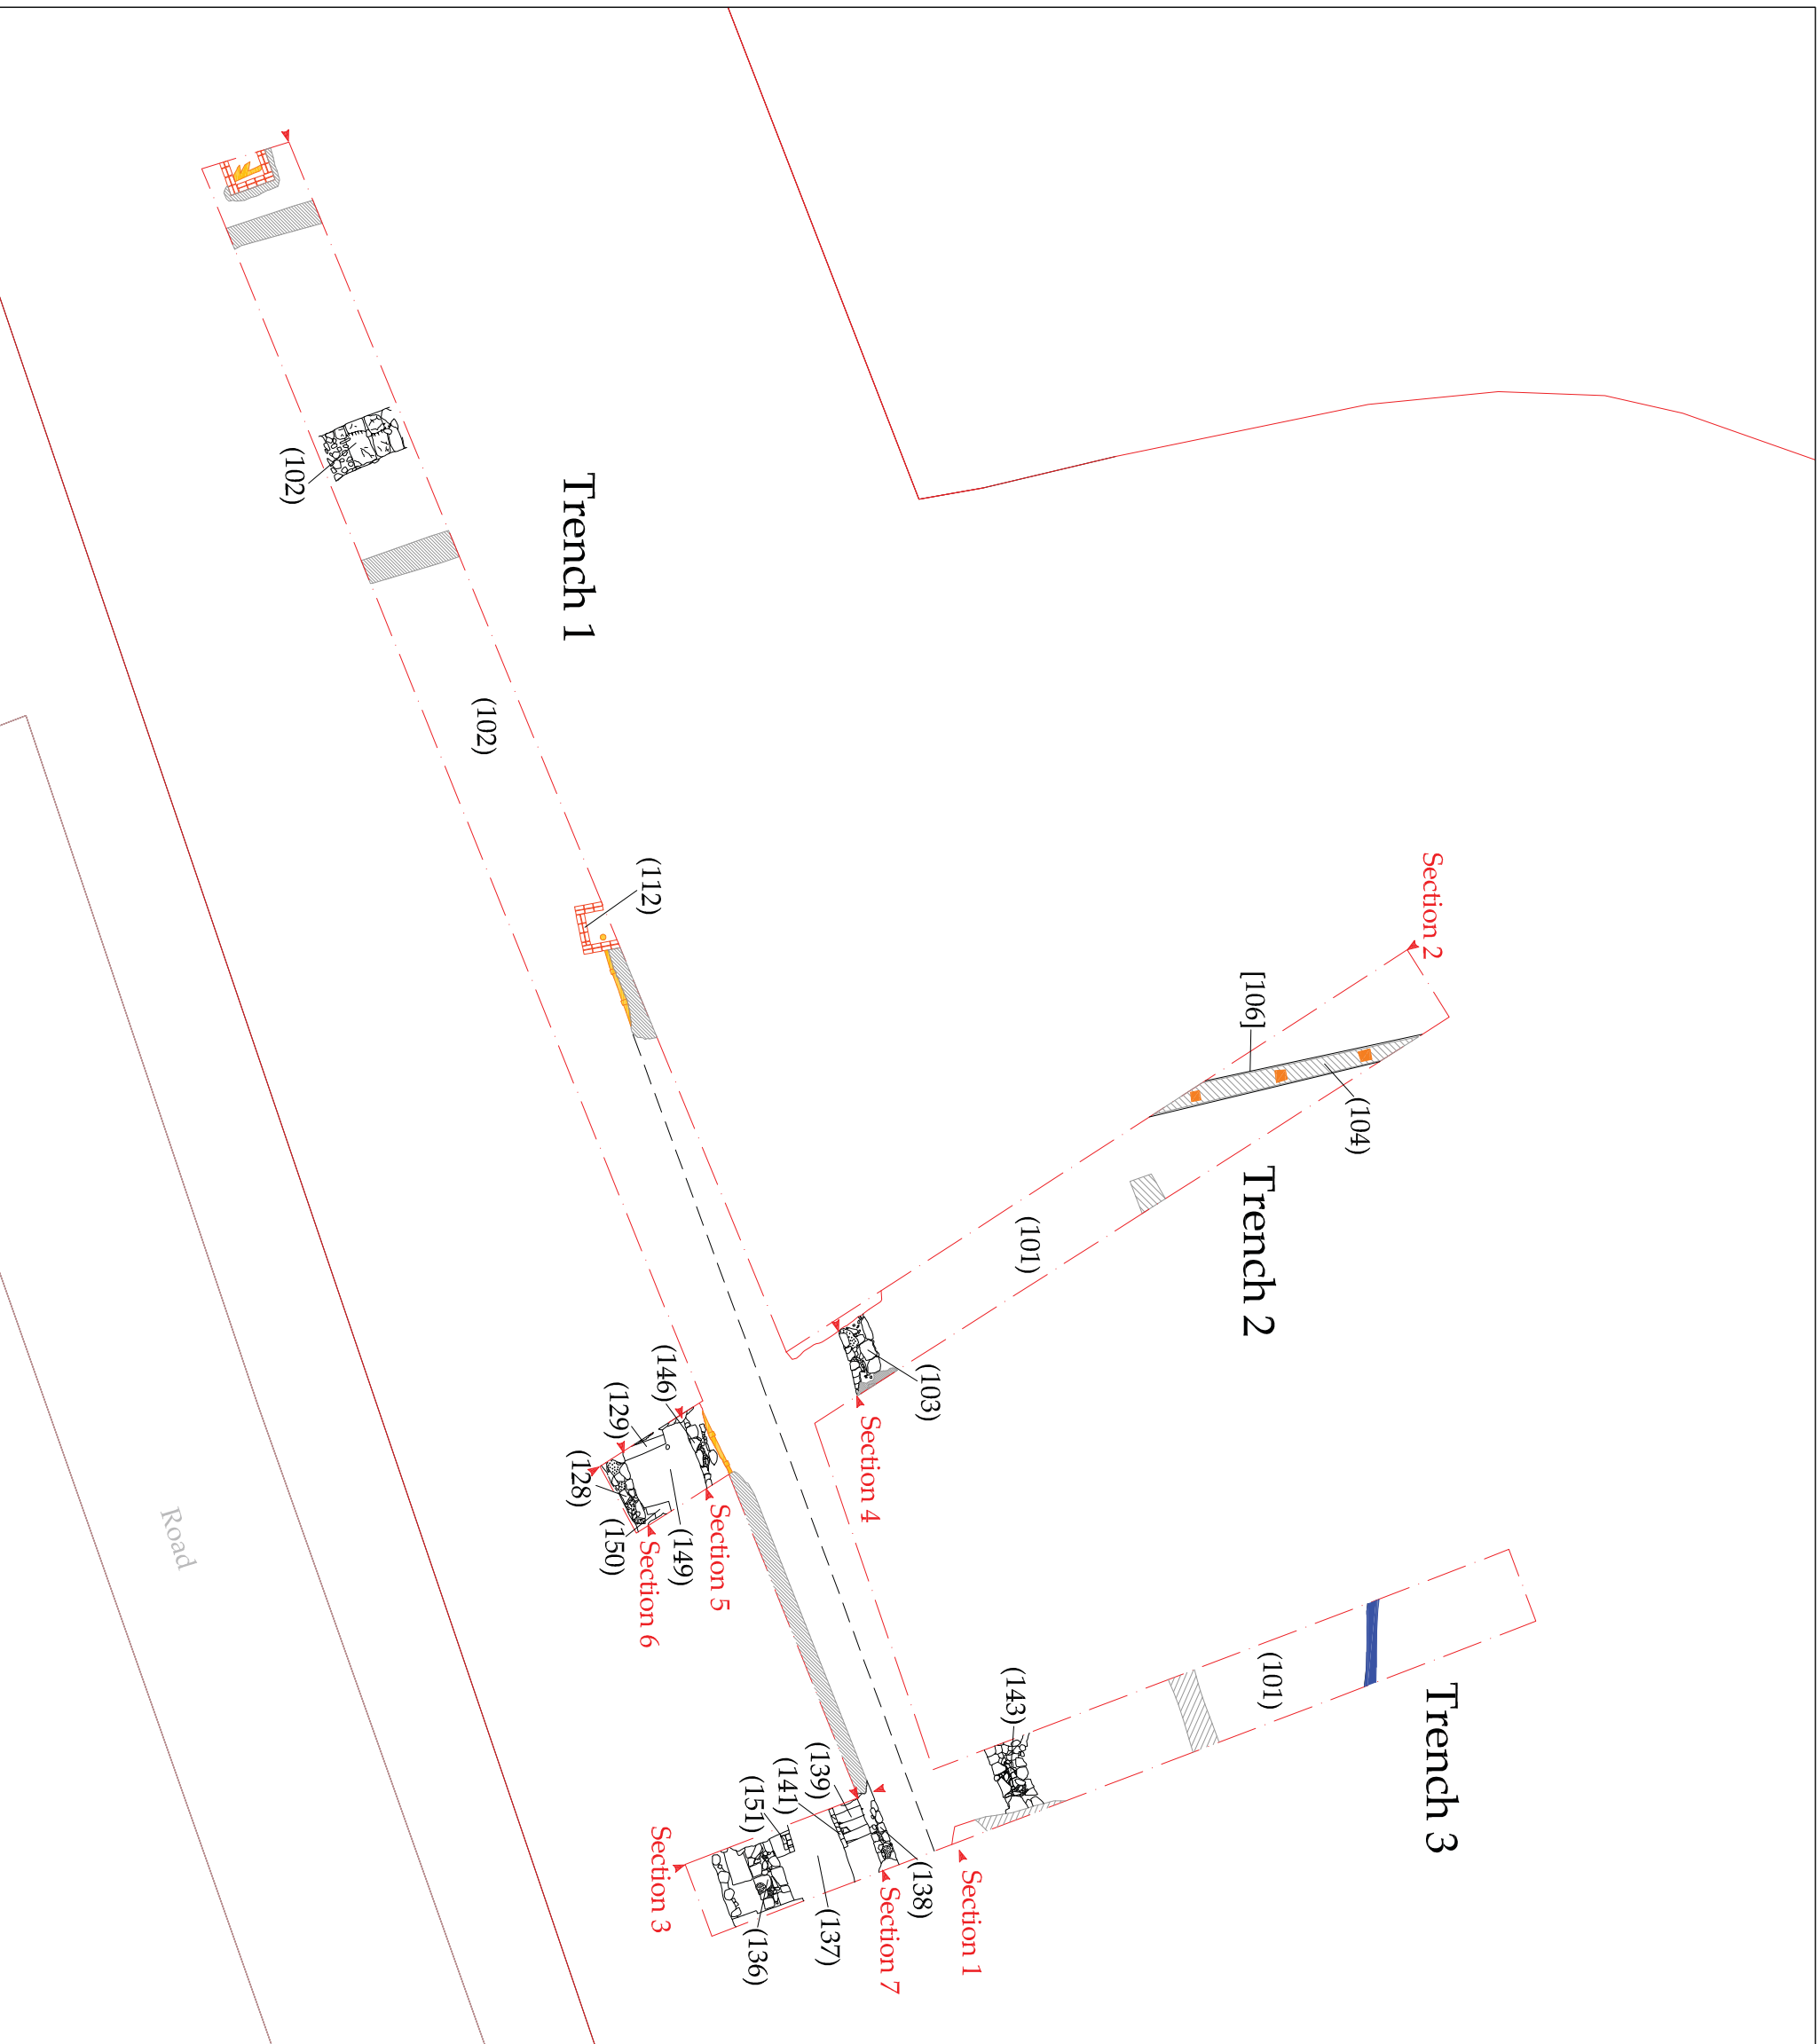 Trench 3
Section 2
[106]
(104)
Trench 2
(101)
(101)
(143)
(103)
Section 4
Section 1
(138)
Section 7
(137)
(139)
(141)
(151)
(136)
Section 3
Trench 1
(102)
(102)
(112)
(146)
(129)
(128)
(150)
(149)
Section 5
Section 6
Road